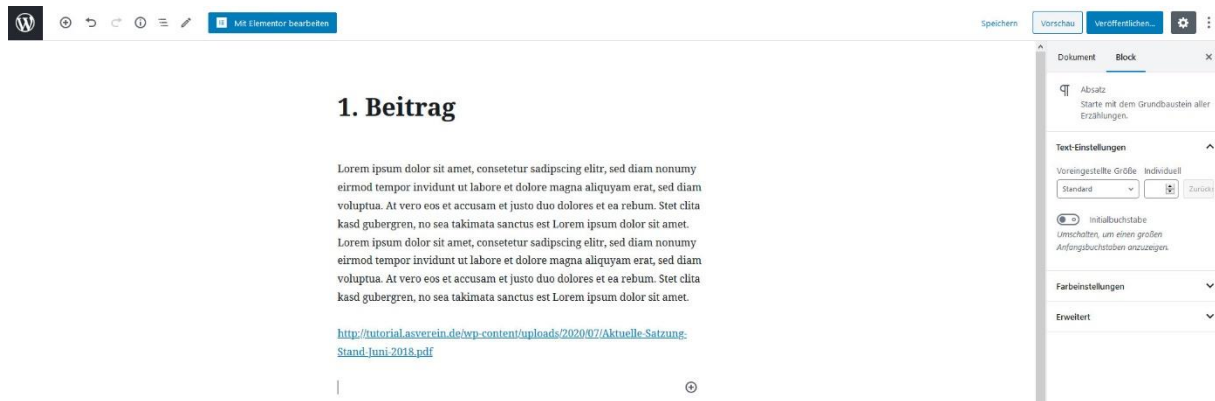 Mit Elementor bearbeiten
Speichern
Vorschau
Veröffentlichen...
Dokument
Block
Absatz
Starte mit dem Grundbaustein aller
Erzählungen.
Text-Einstellungen
Voreingestellte Größe
Individuell
Standard
Initialbuchstabe
Umschalten, um einen großen
Anfangsbuchstaben anzuzeigen.
Farbeinstellungen
Erweitert
1. Beitrag
Lorem ipsum dolor sit amet, consetetur sadipscing elitr, sed diam nonumy
eirmod tempor invidunt ut labore et dolore magna aliquyam erat, sed diam
voluptua. At vero eos et accusam et justo duo dolores et ea rebum. Stet clita
kasd gubergren, no sea takimata sanctus est Lorem ipsum dolor sit amet.
Lorem ipsum dolor sit amet, consetetur sadipscing elitr, sed diam nonumy
eirmod tempor invidunt ut labore et dolore magna aliquyam erat, sed diam
voluptua. At vero eos et accusam et justo duo dolores et ea rebum. Stet clita
kasd gubergren, no sea takimata sanctus est Lorem ipsum dolor sit amet.
http://tutorial.asverein.de/wp-content/uploads/2020/07/Aktuelle-Satzung-
Stand-Juni-2018.pdf